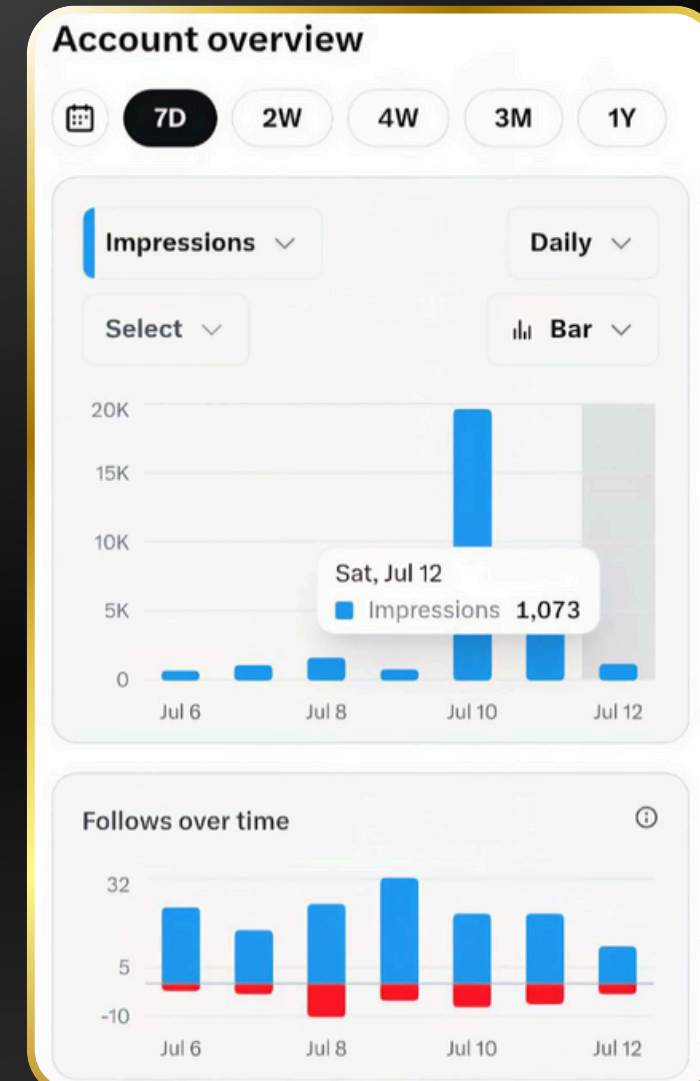 Account overview
7D 2W 4W 3M 1Y
Impressions Daily
Select Bar
20K
15K
10K
Sat, Jul 12
Impressions 1,073
5K
0
Jul 6 Jul 8 Jul 10 Jul 12
Follows over time
32
5
-10
Jul 6 Jul 8 Jul 10 Jul 12